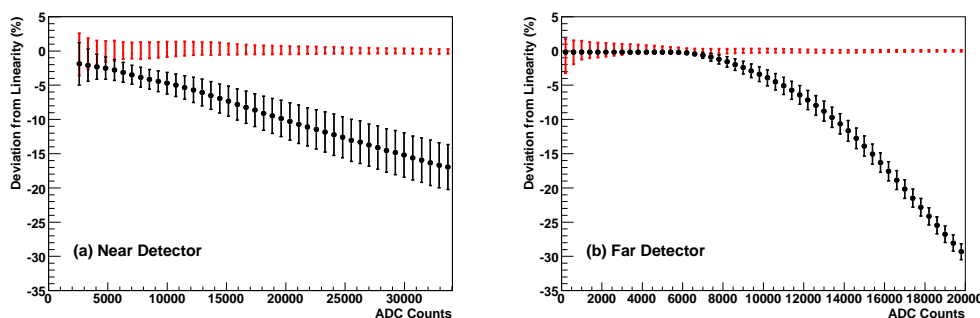 Deviation from Linearity (%)
5
0
-5
-10
-15
-20
-25
-30
-35
(a) Near Detector
0 5000 10000 15000 20000 25000 30000
ADC Counts
Deviation from Linearity (%)
5
0
-5
-10
-15
-20
-25
-30
-35
(b) Far Detector
0 2000 4000 6000 8000 10000 12000 14000 16000 18000 20000
ADC Counts